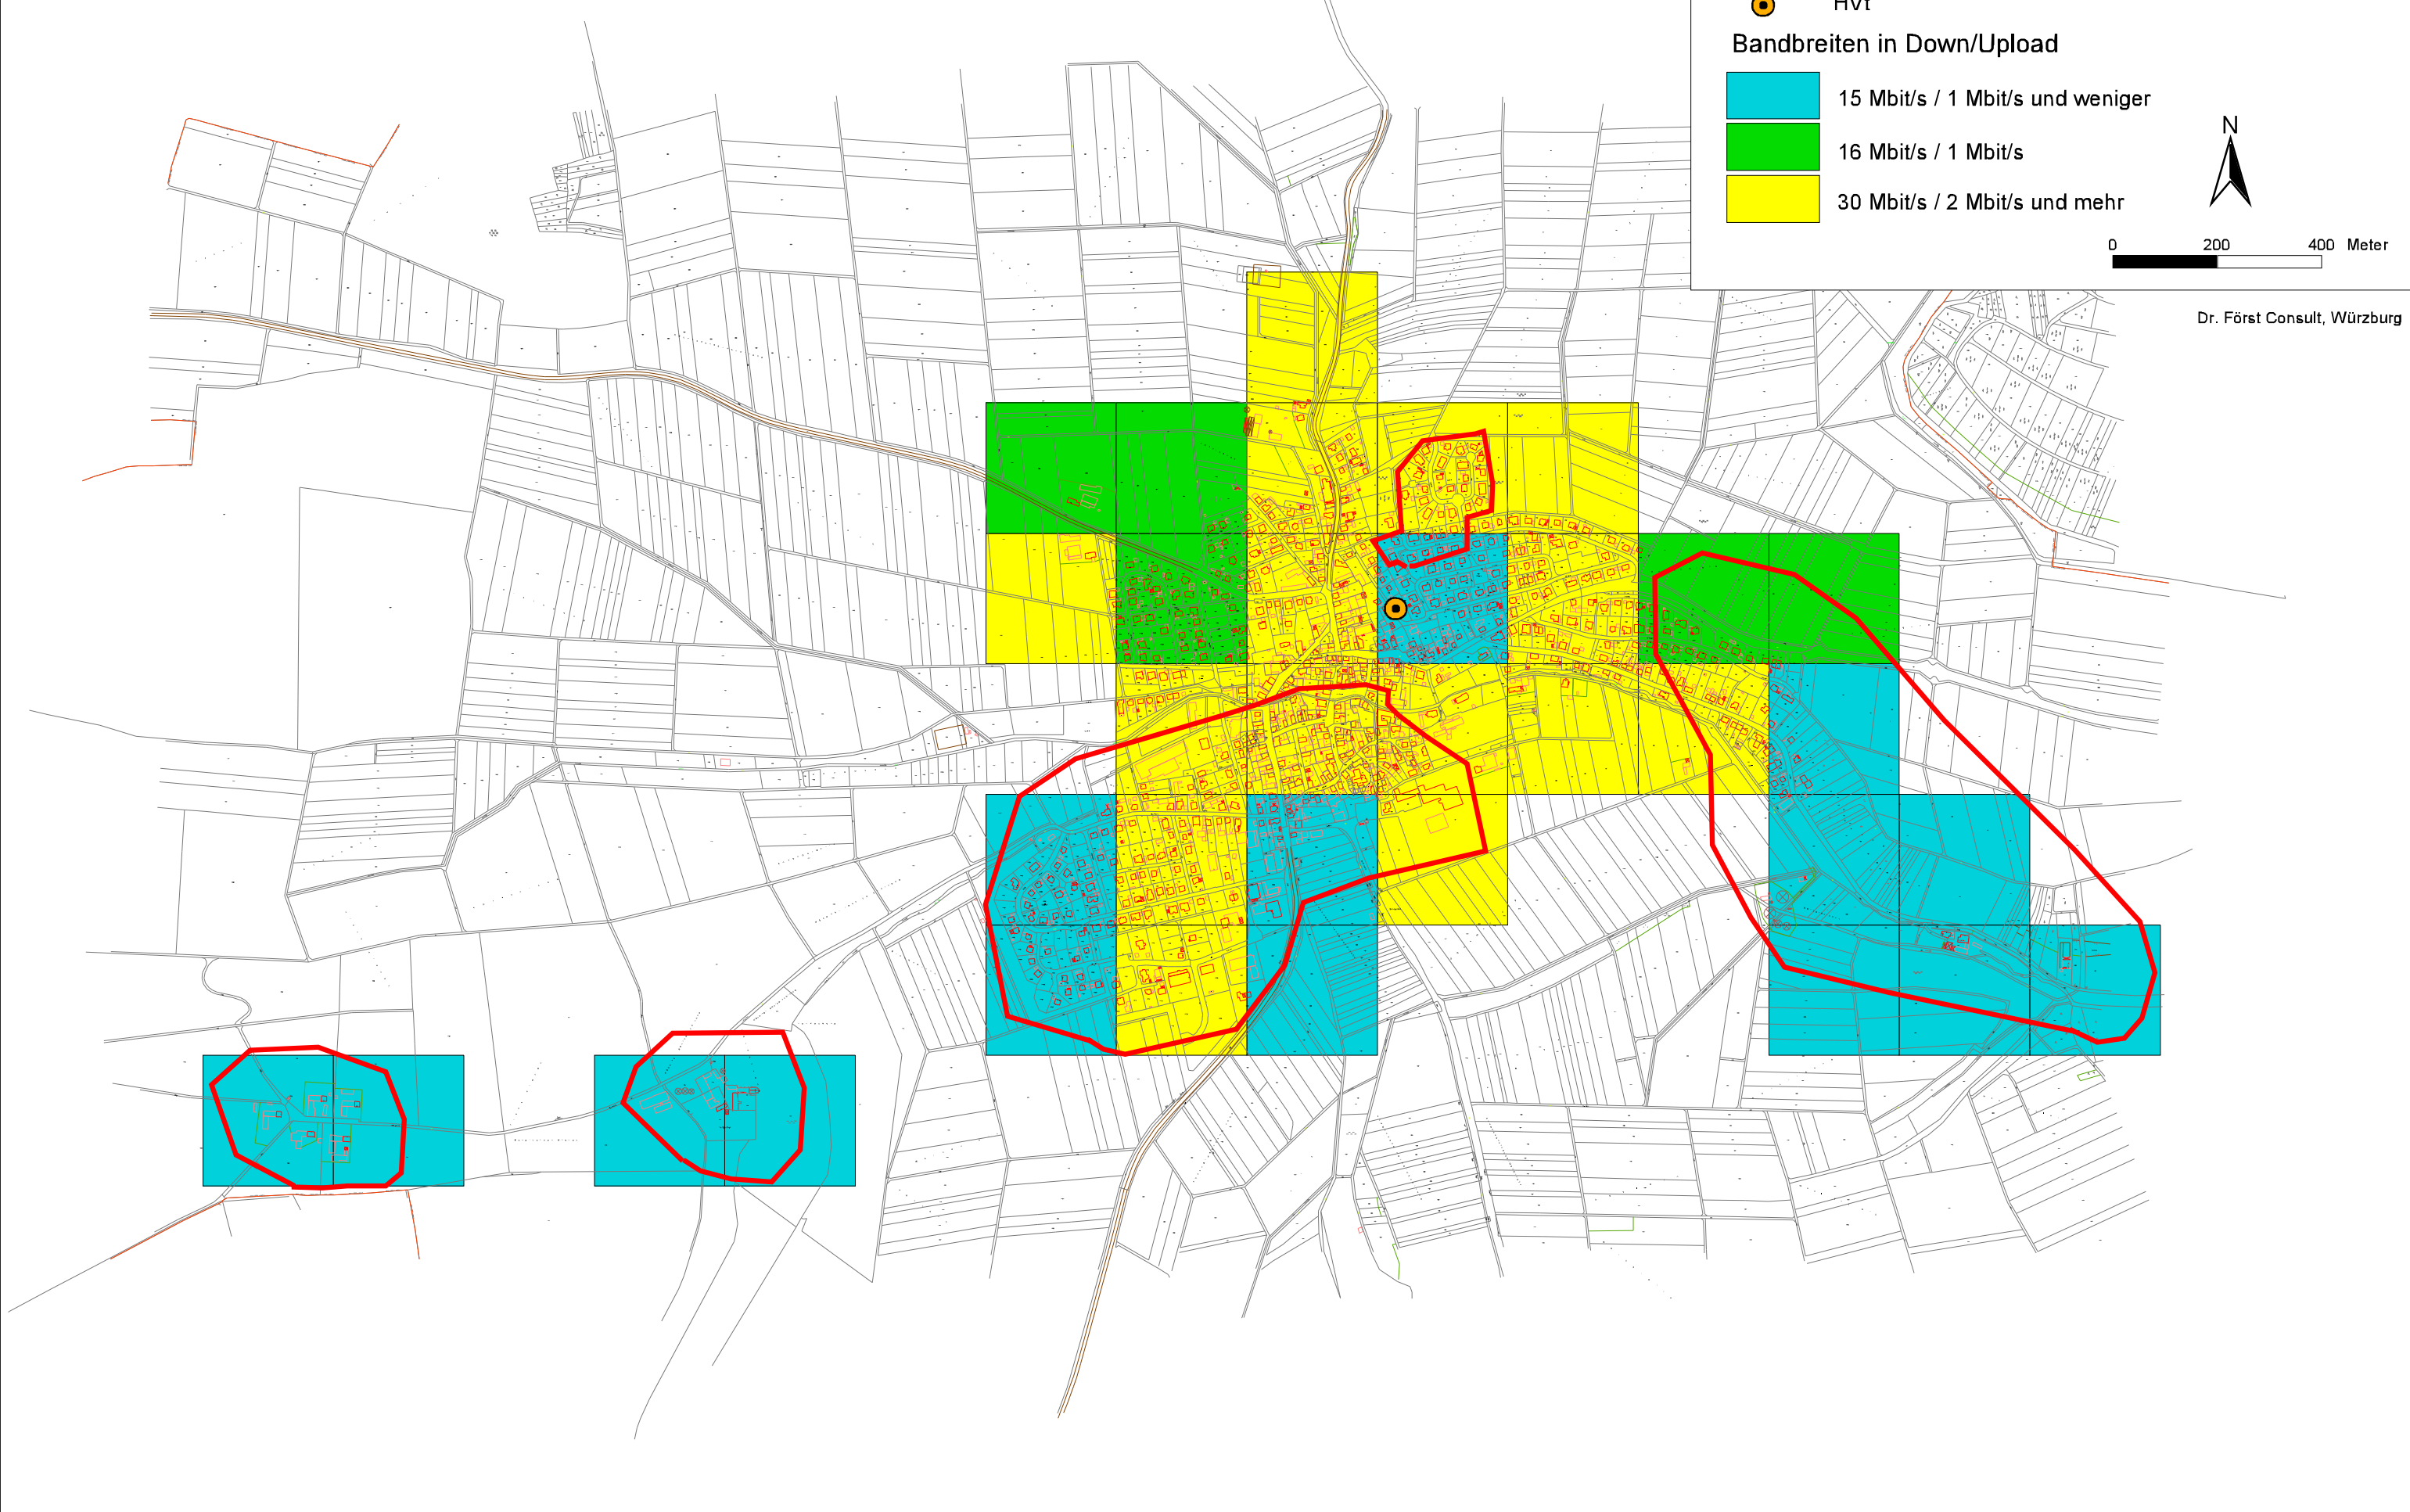 HVt
Bandbreiten in Down/Upload
15 Mbit/s / 1 Mbit/s und weniger
16 Mbit/s / 1 Mbit/s
30 Mbit/s / 2 Mbit/s und mehr
N
0 200 400 Meter
Dr. Först Consult, Würzburg